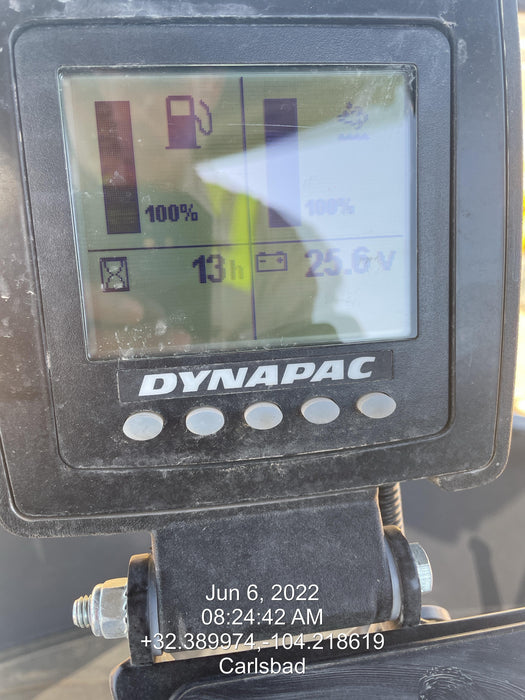 100%
100%
13h
25.6V
DYNAPAC
Jun 6, 2022
08:24:42 AM
+32.389974,-104.218619
Carlsbad